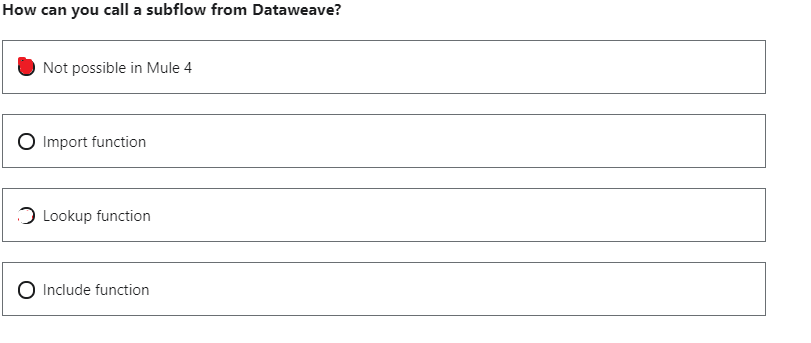 How can you call a subflow from Dataweave?
Not possible in Mule 4
Import function
Lookup function
Include function